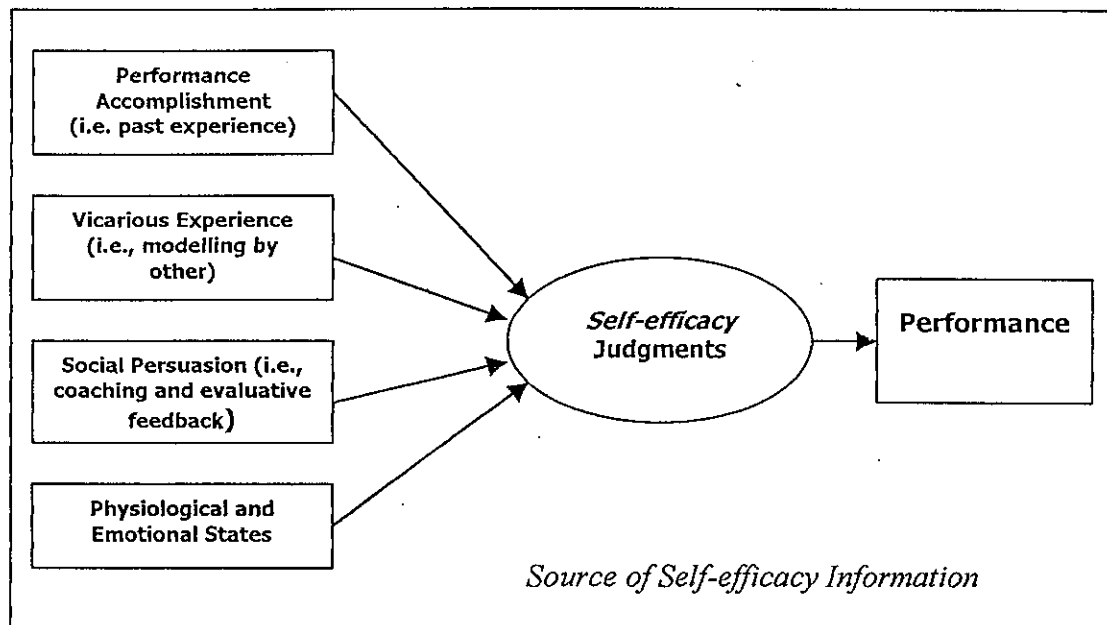 Performance
Accomplishment
(i.e. past experience)
Vicarious Experience
(i.e., modelling by
other)
Social Persuasion (i.e.,
coaching and evaluative
feedback)
Physiological and
Emotional States
Self-efficacy
Judgments
Performance
Source of Self-efficacy Information